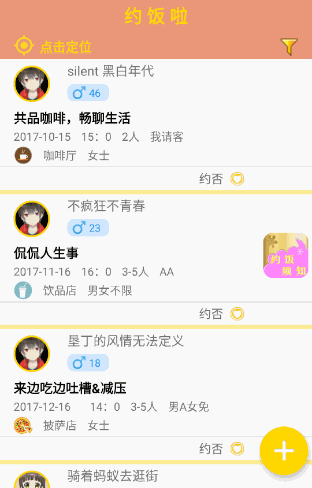 约饭啦
点击定位
silent 黑白年代
46
共品咖啡，畅聊生活
2017-10-15 15：0 2人 我请客
咖啡厅 女士
约否
不疯狂不青春
23
侃侃人生事
2017-11-16 16：0 3-5人 AA
饮品店 男女不限
约饭
须知
约否
垦丁的风情无法定义
18
来边吃边吐槽&减压
2017-12-16 14：0 3-5人 男A女免
披萨店 女士
约否
骑着蚂蚁去逛街